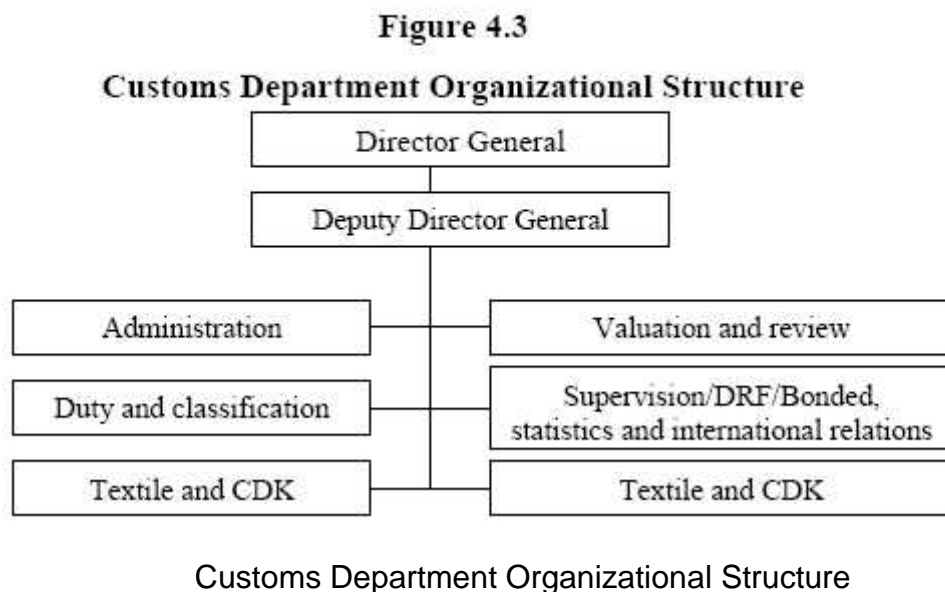 Figure 4.3
Customs Department Organizational Structure
Director General
Deputy Director General
Administration
Valuation and review
Duty and classification
Supervision/DRF/Bonded,
statistics and international relations
Textile and CDK
Textile and CDK
Customs Department Organizational Structure